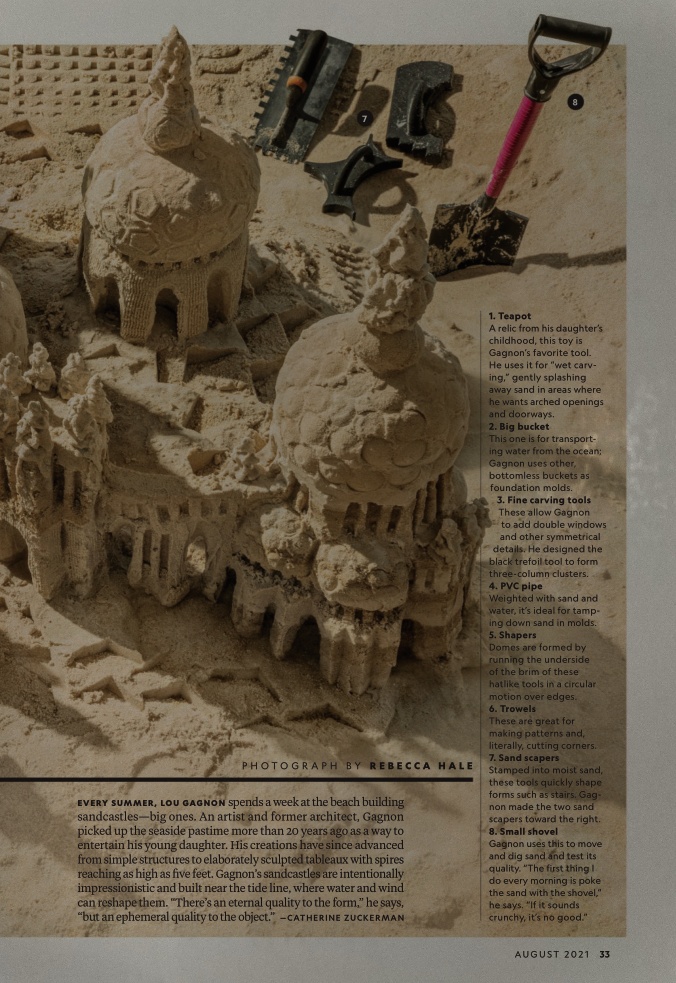 7
8
1. Teapot
A relic from his daughter's
childhood, this toy is
Gagnon's favorite tool.
He uses it for "wet carv-
ing," gently splashing
away sand in areas where
he wants arched openings
and doorways.
2. Big bucket
This one is for transport-
ing water from the ocean;
Gagnon uses other,
bottomless buckets as
foundation molds.
3. Fine carving tools
These allow Gagnon
to add double windows
and other symmetrical
details. He designed the
black trefoil tool to form
three-column clusters.
4. PVC pipe
Weighted with sand and
water, it's ideal for tamp-
ing down sand in molds.
5. Shapers
Domes are formed by
running the underside
of the brim of these
hatlike tools in a circular
motion over edges.
6. Trowels
These are great for
making patterns and,
literally, cutting corners.
7. Sand scapers
Stamped into moist sand,
these tools quickly shape
forms such as stairs. Gag-
non made the two sand
scapers toward the right.
8. Small shovel
Gagnon uses this to move
and dig sand and test its
quality. "The first thing I
do every morning is poke
the sand with the shovel,"
he says. "If it sounds
crunchy, it's no good."
PHOTOGRAPH BY REBECCA HALE
EVERY SUMMER, LOU GAGNON spends a week at the beach building
sandcastles—big ones. An artist and former architect, Gagnon
picked up the seaside pastime more than 20 years ago as a way to
entertain his young daughter. His creations have since advanced
from simple structures to elaborately sculpted tableaux with spires
reaching as high as five feet. Gagnon's sandcastles are intentionally
impressionistic and built near the tide line, where water and wind
can reshape them. "There's an eternal quality to the form," he says,
"but an ephemeral quality to the object." —CATHERINE ZUCKERMAN
AUGUST 2021 33